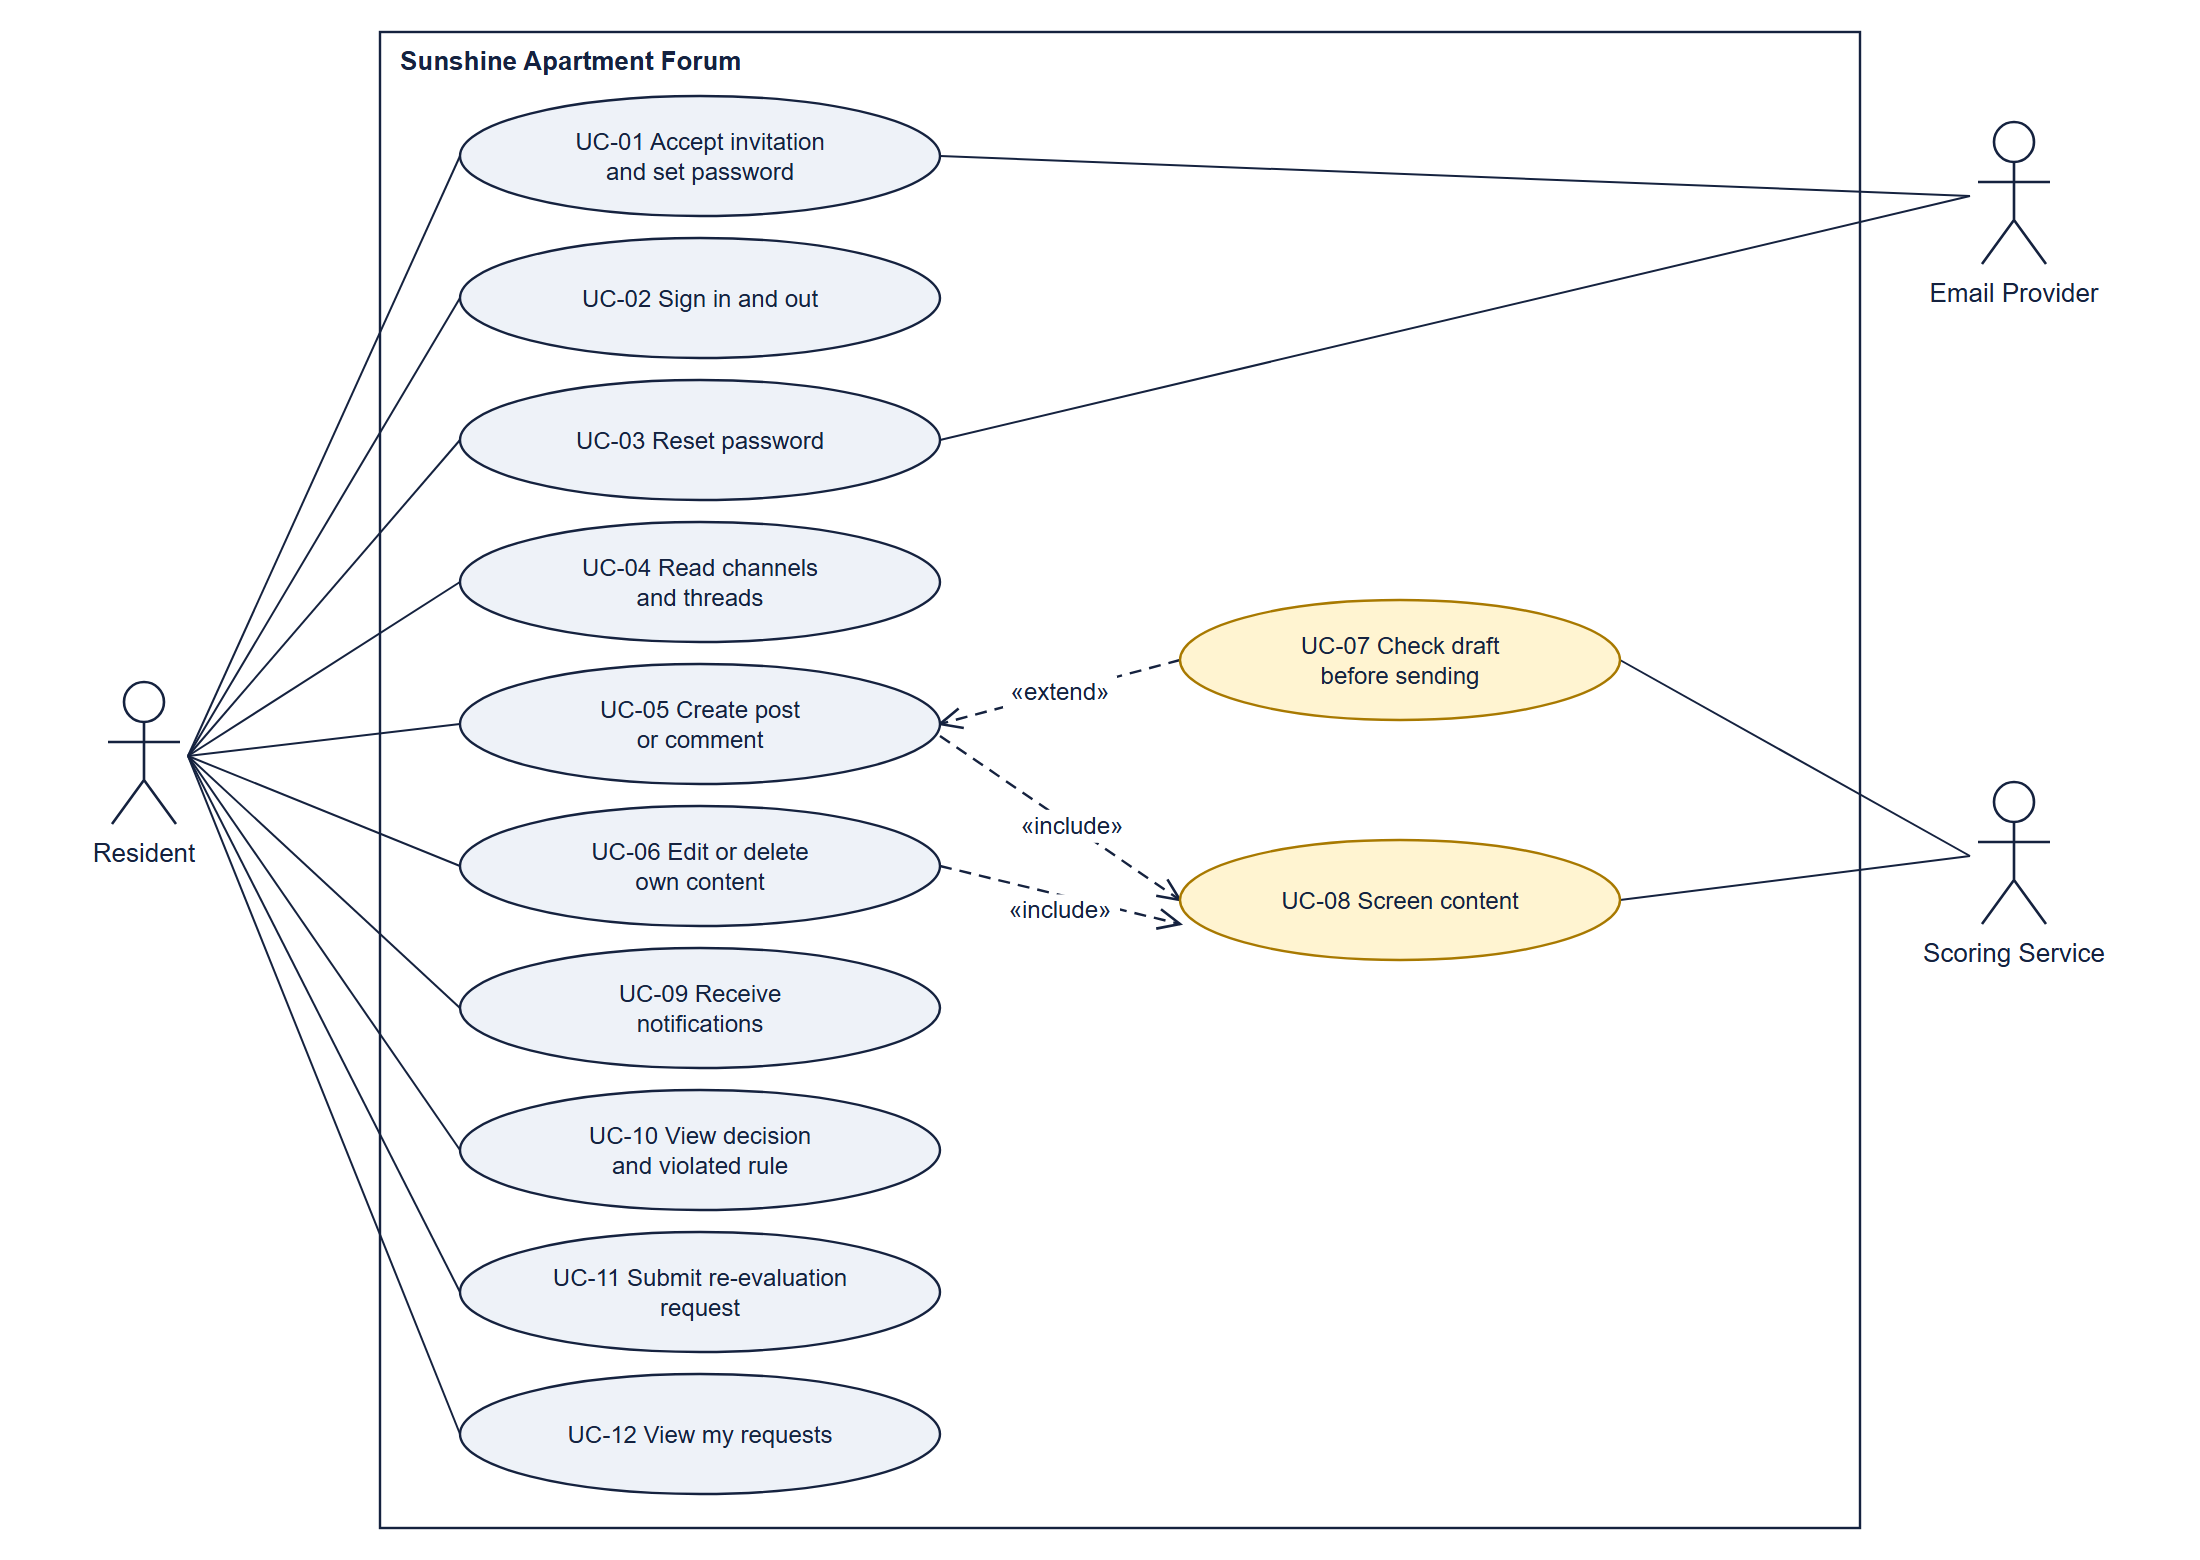 Sunshine Apartment Forum
UC-01 Accept invitation
and set password
UC-02 Sign in and out
Email Provider
UC-03 Reset password
UC-04 Read channels
and threads
UC-07 Check draft
before sending
«extend»
UC-05 Create post
or comment
«include»
Resident
UC-06 Edit or delete
own content
«include»
UC-08 Screen content
Scoring Service
UC-09 Receive
notifications
UC-10 View decision
and violated rule
UC-11 Submit re-evaluation
request
UC-12 View my requests